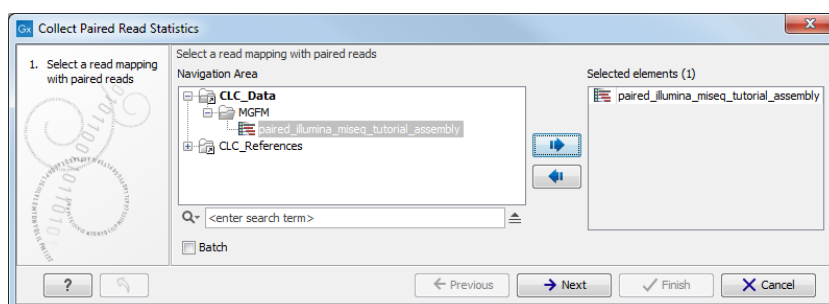 Gx Collect Paired Read Statistics
1. Select a read mapping
with paired reads
Select a read mapping with paired reads
Navigation Area
CLC_Data
MGFM
paired_illumina_miseq_tutorial_assembly
CLC_References
<enter search term>
Batch
Selected elements (1)
paired_illumina_miseq_tutorial_assembly
?
Previous
Next
Finish
Cancel